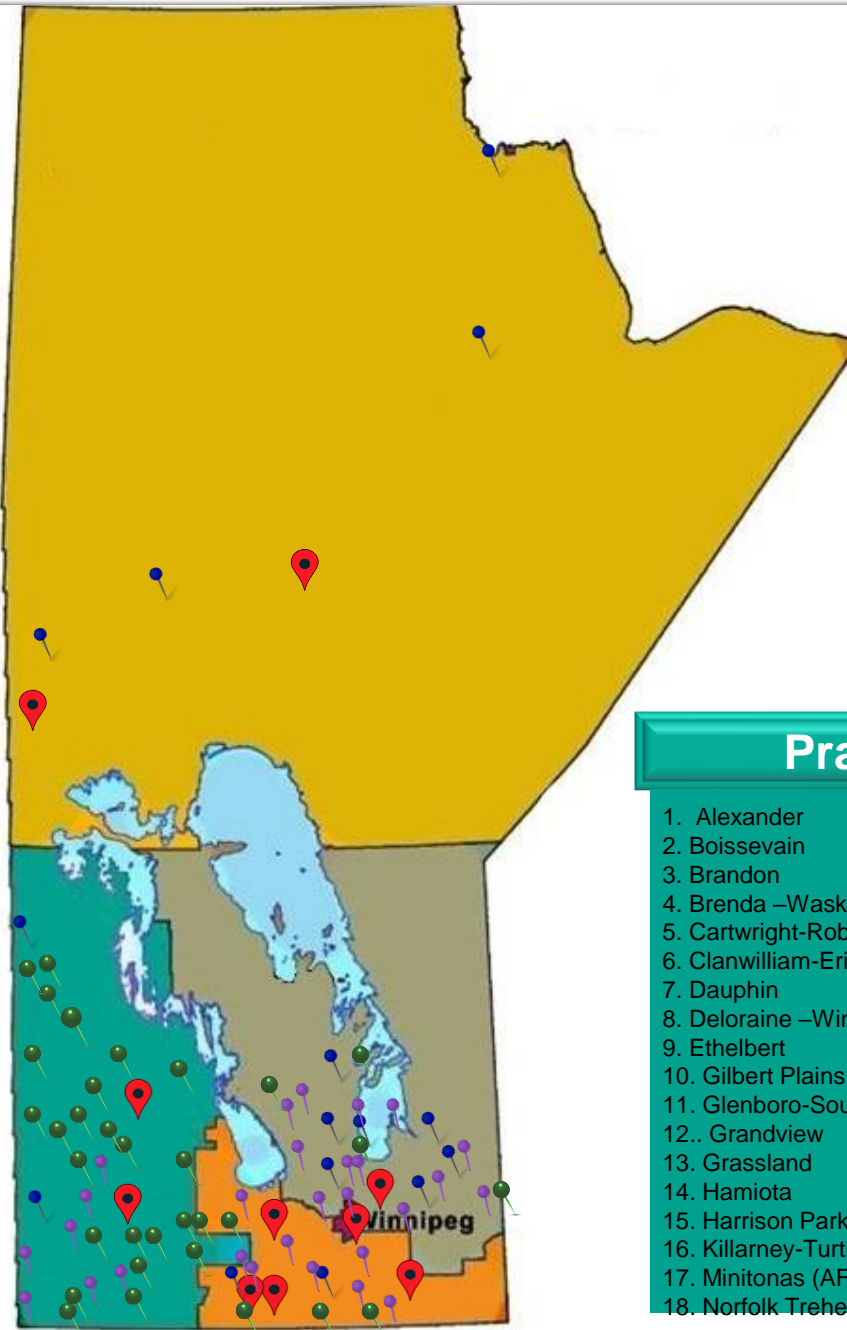 Winnipeg
Pra
1. Alexander
2. Boissevain
3. Brandon
4. Brenda –Wask
5. Cartwright-Rob
6. Clanwilliam-Eri
7. Dauphin
8. Deloraine –Win
9. Ethelbert
10. Gilbert Plains
11. Glenboro-Sou
12.. Grandview
13. Grassland
14. Hamiota
15. Harrison Park
16. Killarney-Turt
17. Minitonas (AF
18. Norfolk Trehe